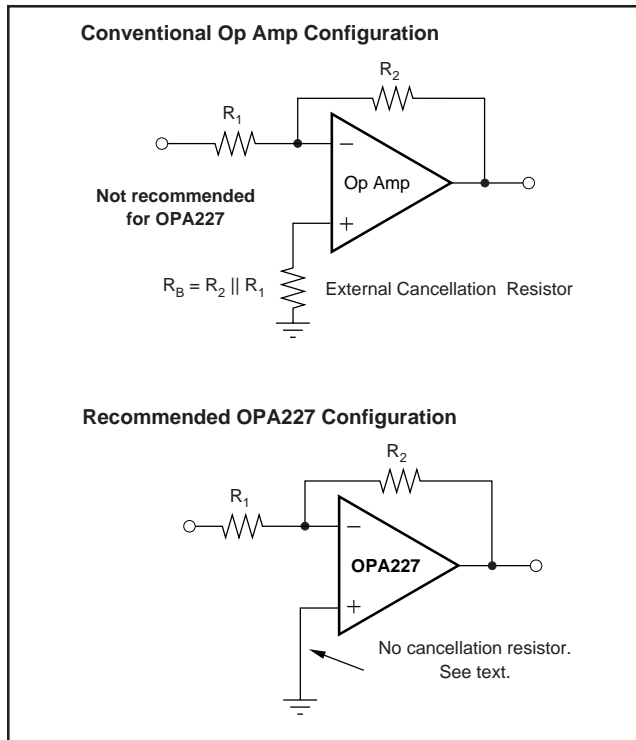 Conventional Op Amp Configuration
R2
R1
−
Op Amp
Not recommended
for OPA227
+
RB = R2 || R1
External Cancellation Resistor
Recommended OPA227 Configuration
R2
R1
−
OPA227
+
No cancellation resistor.
See text.